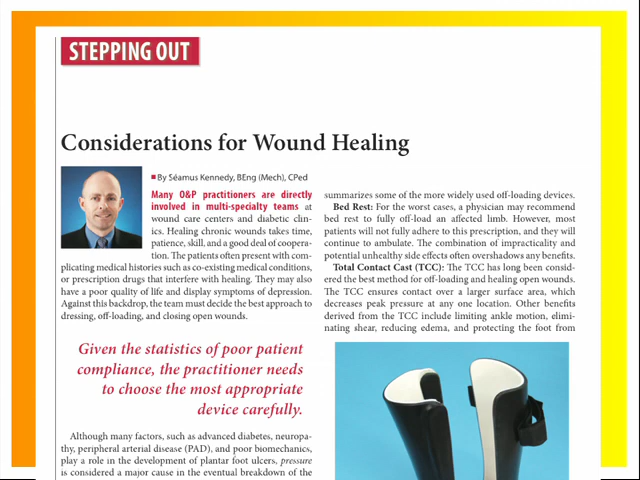 STEPPING OUT
Considerations for Wound Healing
By Séamus Kennedy, BEng (Mech), CPed
Many O&P practitioners are directly
involved in multi-specialty teams at
wound care centers and diabetic clin-
ics. Healing chronic wounds takes time,
patience, skill, and a good deal of coopera-
tion. The patients often present with com-
plicating medical histories such as co-existing medical conditions,
or prescription drugs that interfere with healing. They may also
have a poor quality of life and display symptoms of depression.
Against this backdrop, the team must decide the best approach to
dressing, off-loading, and closing open wounds.
Given the statistics of poor patient
compliance, the practitioner needs
to choose the most appropriate
device carefully.
Although many factors, such as advanced diabetes, neuropa-
thy, peripheral arterial disease (PAD), and poor biomechanics,
play a role in the development of plantar foot ulcers, pressure
is considered a major cause in the eventual breakdown of the
summarizes some of the more widely used off-loading devices.
Bed Rest: For the worst cases, a physician may recommend
bed rest to fully off-load an affected limb. However, most
patients will not fully adhere to this prescription, and they will
continue to ambulate. The combination of impracticality and
potential unhealthy side effects often overshadows any benefits.
Total Contact Cast (TCC): The TCC has long been consid-
ered the best method for off-loading and healing open wounds.
The TCC ensures contact over a larger surface area, which
decreases peak pressure at any one location. Other benefits
derived from the TCC include limiting ankle motion, elimi-
nating shear, reducing edema, and protecting the foot from